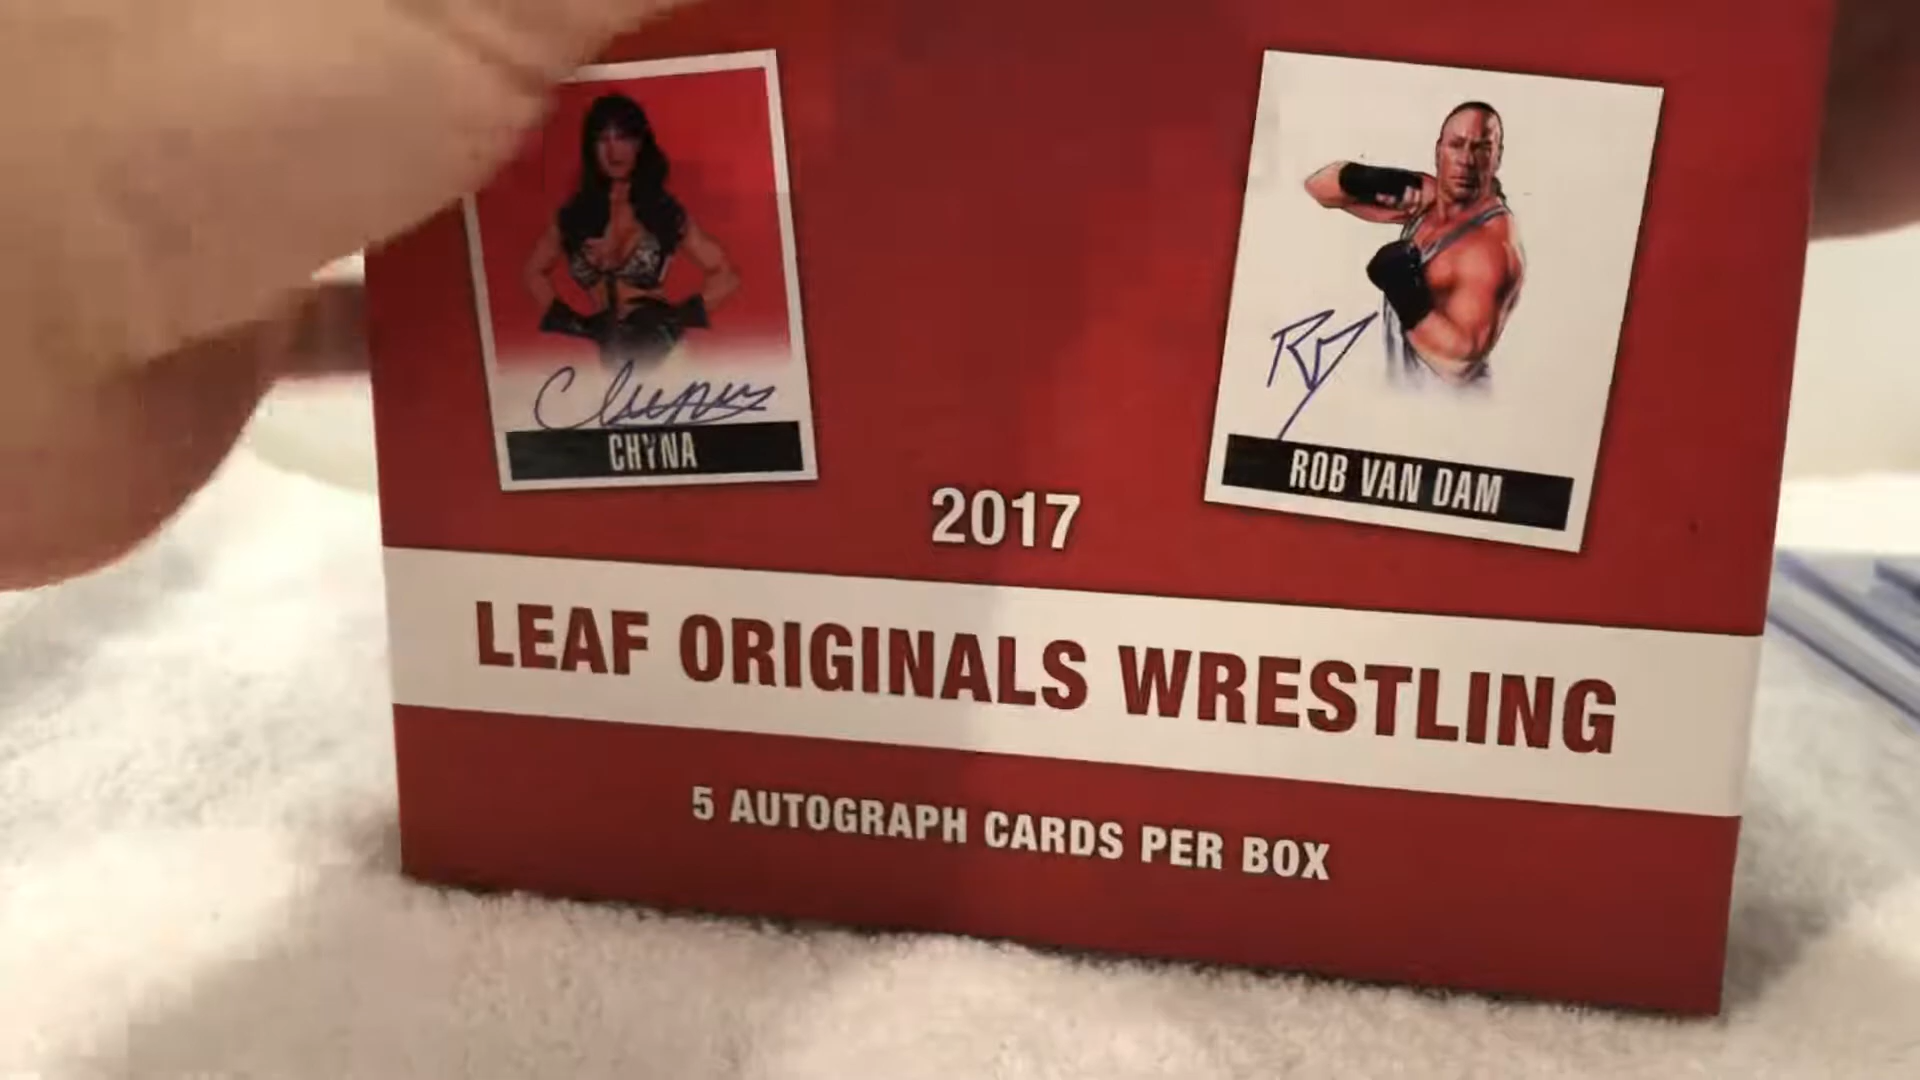 CHYNA
ROB VAN DAM
2017
LEAF ORIGINALS WRESTLING
5 AUTOGRAPH CARDS PER BOX